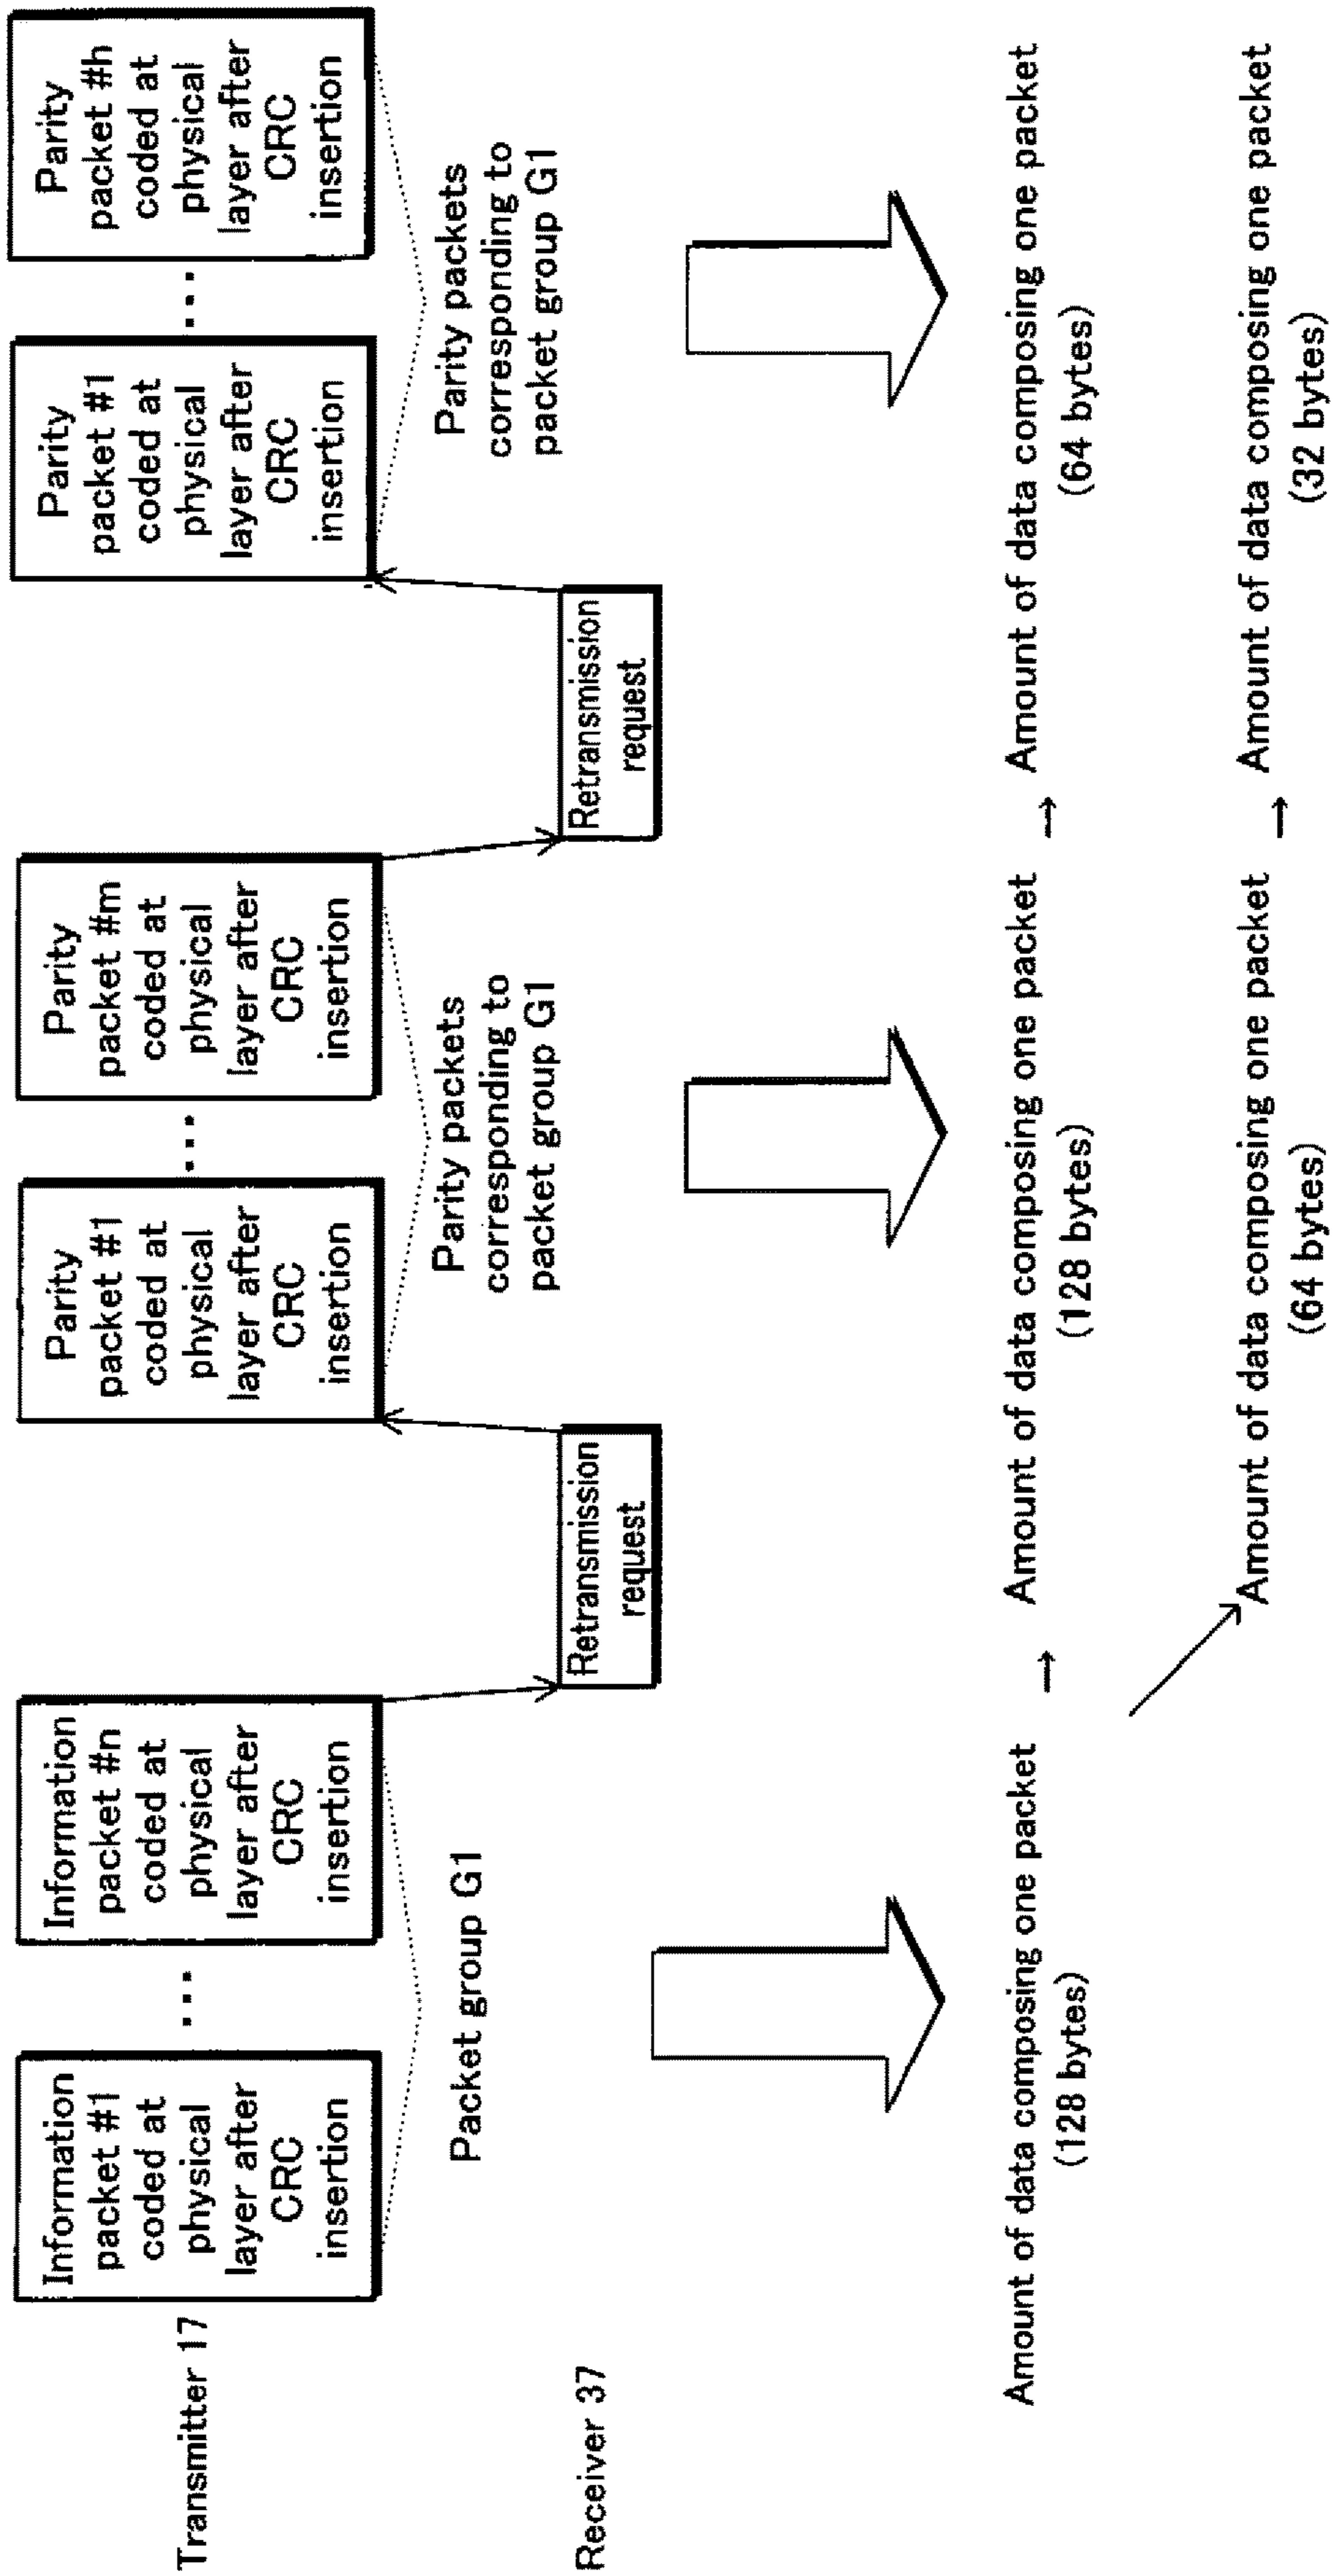 Transmitter 17
Information
packet #1
coded at
physical
layer after
CRC
insertion
...
Information
packet #n
coded at
physical
layer after
CRC
insertion
Parity
packet #1
coded at
physical
layer after
CRC
insertion
...
Parity
packet #m
coded at
physical
layer after
CRC
insertion
Parity
packet #1
coded at
physical
layer after
CRC
insertion
...
Parity
packet #h
coded at
physical
layer after
CRC
insertion
Packet group G1
Parity packets
corresponding to
packet group G1
Parity packets
corresponding to
packet group G1
Receiver 37
Retransmission
request
Retransmission
request
Amount of data composing one packet
(128 bytes)
→
Amount of data composing one packet
(128 bytes)
→
Amount of data composing one packet
(64 bytes)
Amount of data composing one packet
(64 bytes)
→
Amount of data composing one packet
(32 bytes)